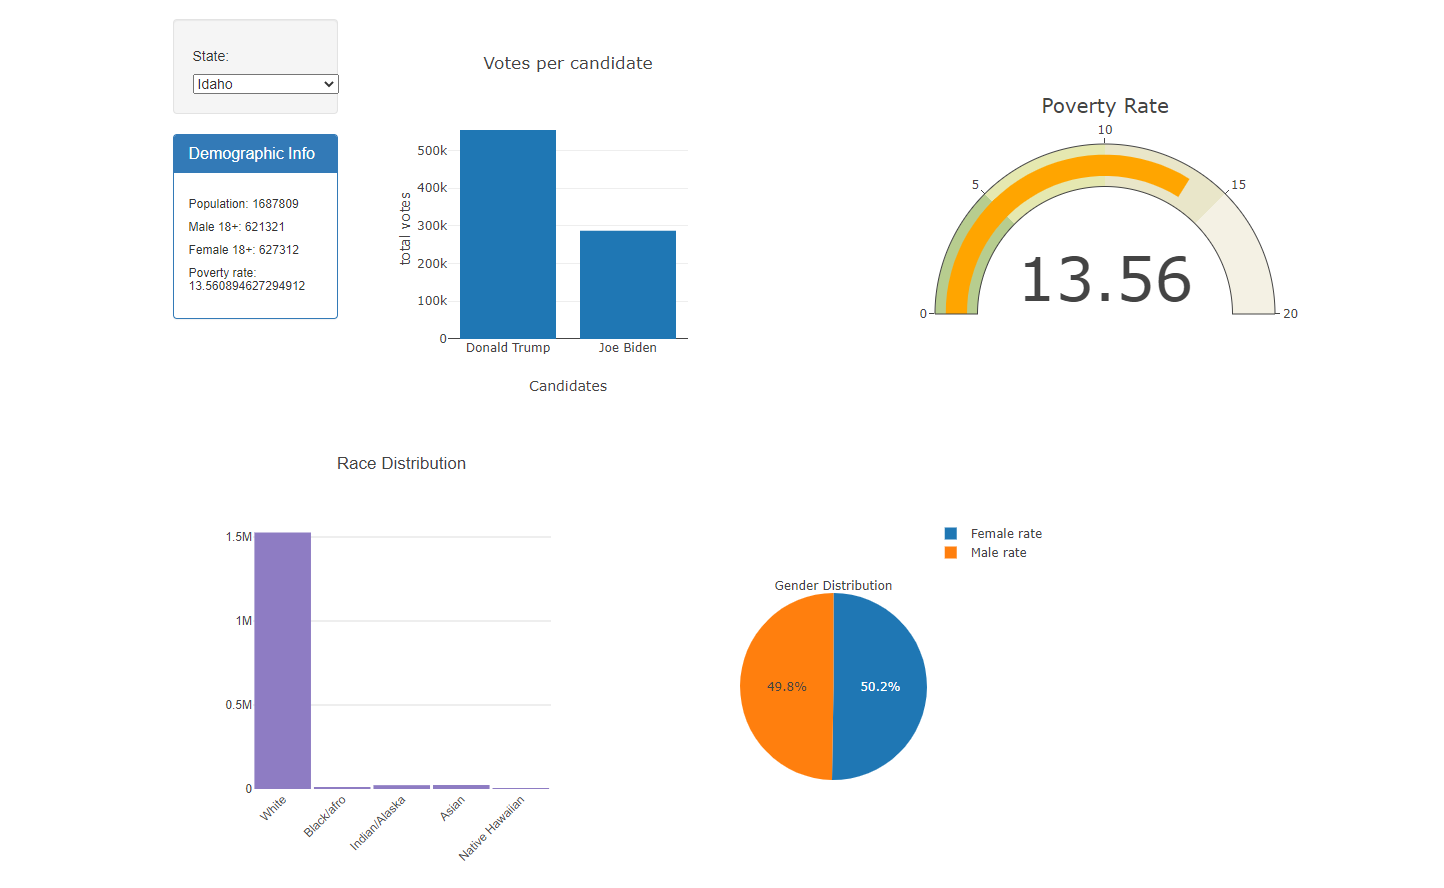 State:
Idaho
Demographic Info
Population: 1687809
Male 18+: 621321
Female 18+: 627312
Poverty rate:
13.560894627294912
Votes per candidate
500k
400k
300k
200k
100k
0
total votes
Donald Trump
Joe Biden
Candidates
Poverty Rate
0
5
10
15
20
13.56
Race Distribution
1.5M
1M
0.5M
0
White
Black/afro
Indian/Alaska
Asian
Native Hawaiian
Female rate
Male rate
Gender Distribution
49.8%
50.2%